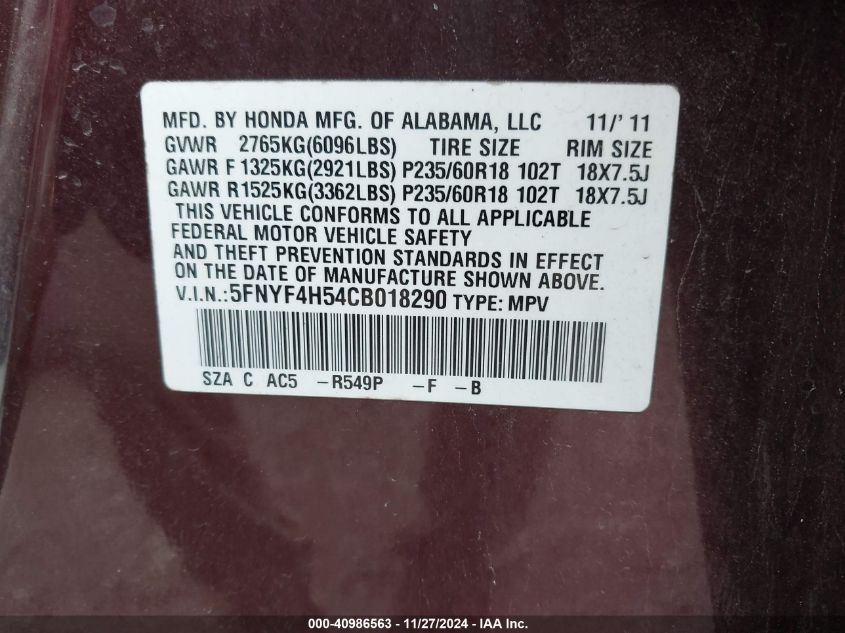 MFD. BY HONDA MFG. OF ALABAMA, LLC 11/' 11
GVWR 2765KG(6096LBS) TIRE SIZE RIM SIZE
GAWR F 1325KG(2921LBS) P235/60R18 102T 18X7.5J
GAWR R1525KG(3362LBS) P235/60R18 102T 18X7.5J
THIS VEHICLE CONFORMS TO ALL APPLICABLE
FEDERAL MOTOR VEHICLE SAFETY
AND THEFT PREVENTION STANDARDS IN EFFECT
ON THE DATE OF MANUFACTURE SHOWN ABOVE.
V.I.N.:5FNYF4H54CB018290 TYPE: MPV
SZA C AC5 -R549P -F -B
000-40986563 - 11/27/2024 - IAA Inc.